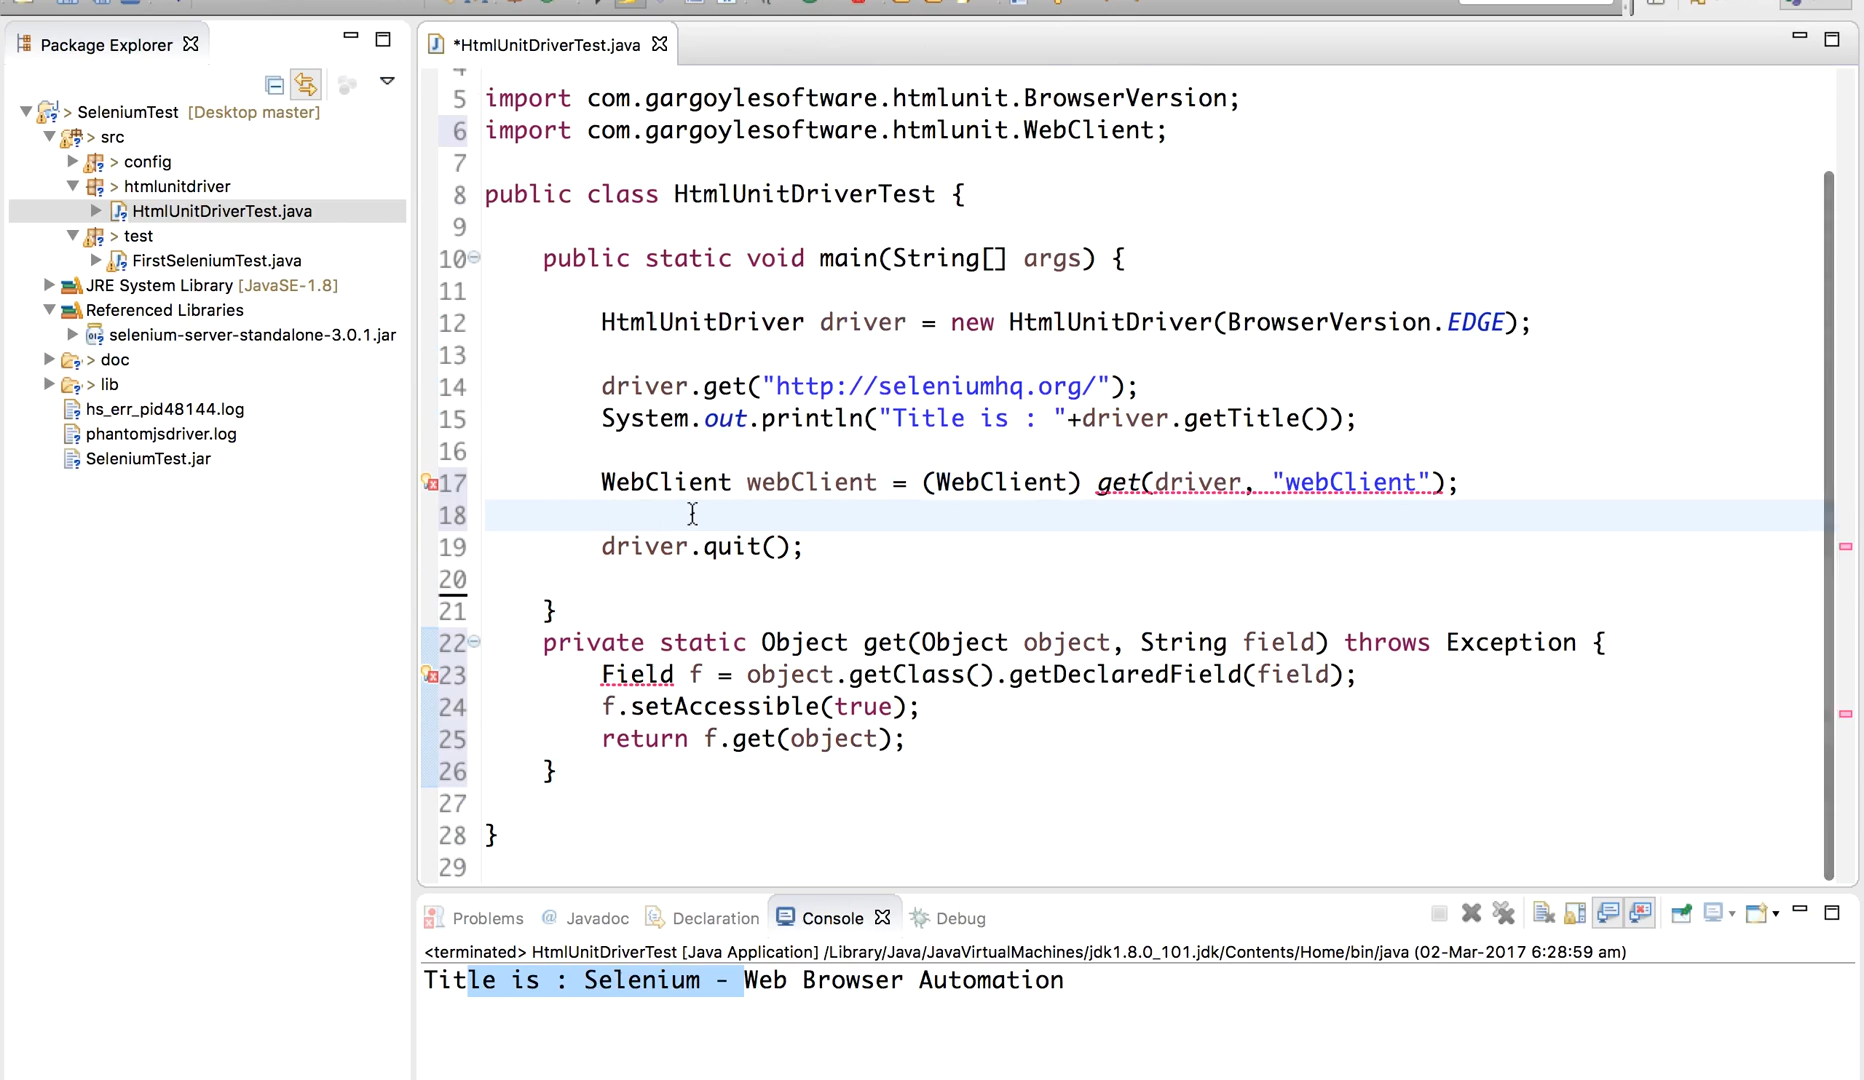 Package Explorer
SeleniumTest [Desktop master]
> src
> config
> htmlunitdriver
HtmlUnitDriverTest.java
> test
FirstSeleniumTest.java
JRE System Library [JavaSE-1.8]
Referenced Libraries
selenium-server-standalone-3.0.1.jar
> doc
> lib
hs_err_pid48144.log
phantomjsdriver.log
SeleniumTest.jar
*HtmlUnitDriverTest.java
4
5 import com.gargoylesoftware.htmlunit.BrowserVersion;
6 import com.gargoylesoftware.htmlunit.WebClient;
7
8 public class HtmlUnitDriverTest {
9
10 public static void main(String[] args) {
11
12 HtmlUnitDriver driver = new HtmlUnitDriver(BrowserVersion.EDGE);
13
14 driver.get("http://seleniumhq.org/");
15 System.out.println("Title is : "+driver.getTitle());
16
17 WebClient webClient = (WebClient) get(driver, "webClient");
18
19 driver.quit();
20
21 }
22 private static Object get(Object object, String field) throws Exception {
23 Field f = object.getClass().getDeclaredField(field);
24 f.setAccessible(true);
25 return f.get(object);
26 }
27
28 }
29
Problems @ Javadoc Declaration Console Debug
<terminated> HtmlUnitDriverTest [Java Application] /Library/Java/JavaVirtualMachines/jdk1.8.0_101.jdk/Contents/Home/bin/java (02-Mar-2017 6:28:59 am)
Title is : Selenium - Web Browser Automation